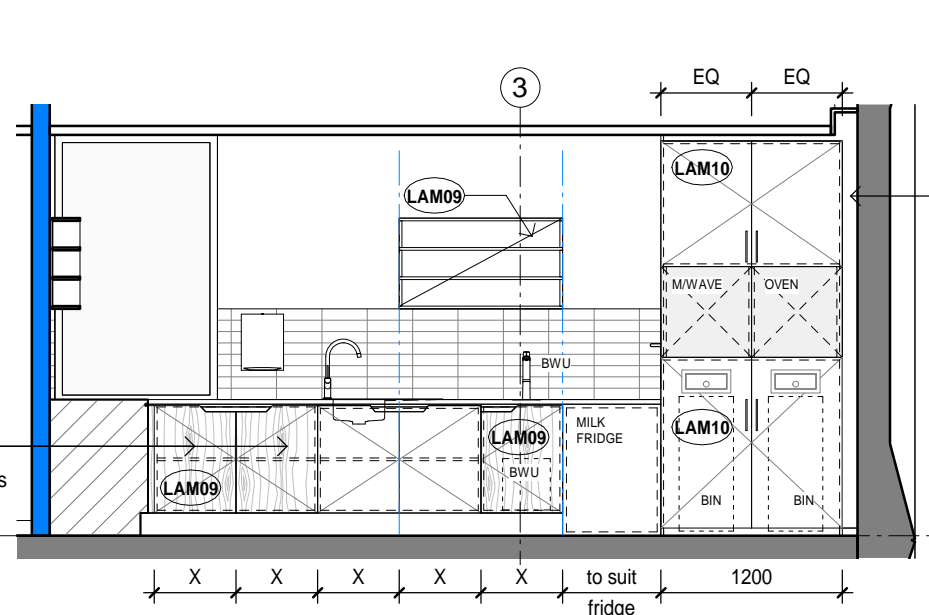 EQ
EQ
3
LAM10
LAM09
M/WAVE
OVEN
BWU
MILK
FRIDGE
LAM09
LAM10
BWU
LAM09
s
BIN
BIN
X
X
X
X
X
to suit
fridge
1200